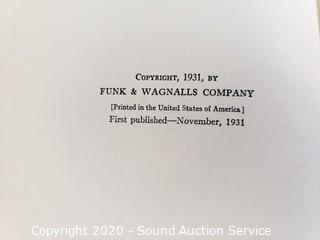 Copyright, 1931, by
FUNK & WAGNALLS COMPANY
[Printed in the United States of America]
First published—November, 1931
Copyright 2020 - Sound Auction Service